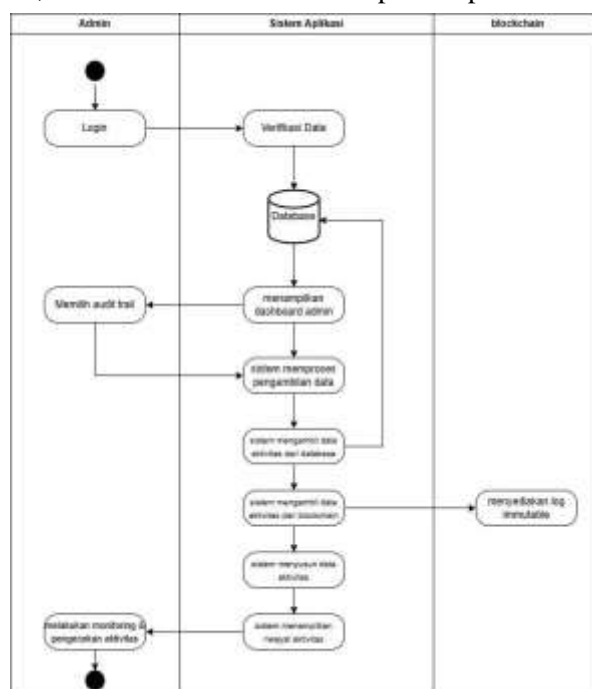 Admin
Sistem Aplikasi
blockchain
Login
Verifikasi Data
Database
menampilkan
dashboard admin
Memilih audit trail
sistem memproses
pengambilan data
sistem mengambil data
aktivitas dari database
sistem mengambil data
aktivitas dari blockchain
menyediakan log
immutable
sistem menyusun data
aktivitas
sistem menampilkan
riwayat aktivitas
melakukan monitoring &
pengecekan aktivitas